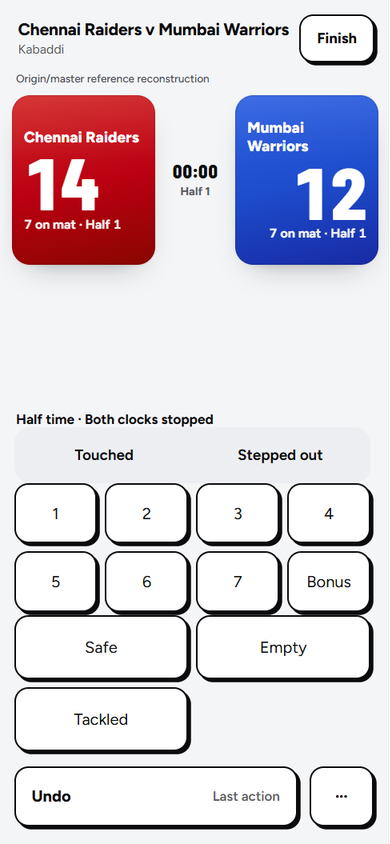 Chennai Raiders v Mumbai Warriors
Kabaddi
Finish
Origin/master reference reconstruction
Chennai Raiders
14
7 on mat · Half 1
00:00
Half 1
Mumbai
Warriors
12
7 on mat · Half 1
Half time · Both clocks stopped
Touched Stepped out
1 2 3 4
5 6 7 Bonus
Safe Empty
Tackled
Undo Last action ···